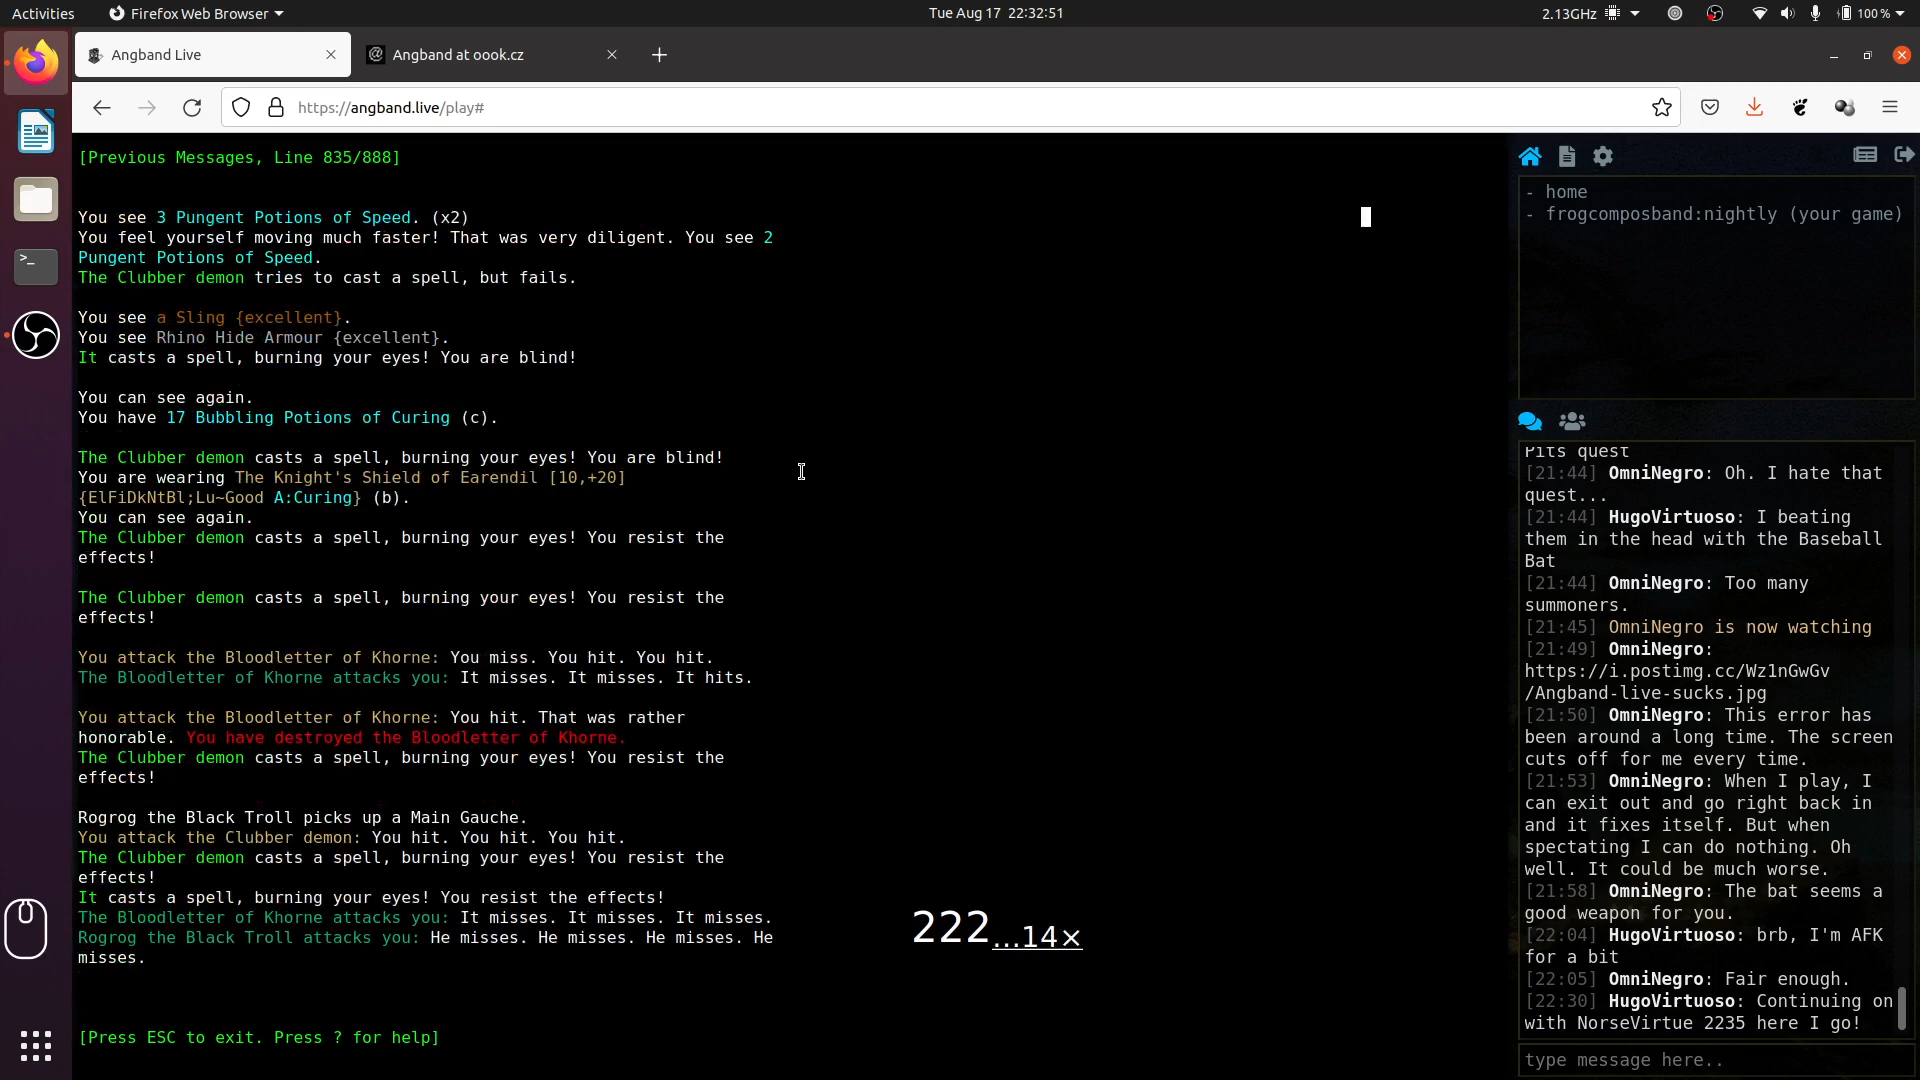 Activities
Firefox Web Browser
Tue Aug 17 22:32:51
2.13GHz
100 %
Angband Live
Angband at oook.cz
https://angband.live/play#
[Previous Messages, Line 835/888]
You see 3 Pungent Potions of Speed. (x2)
You feel yourself moving much faster! That was very diligent. You see 2
Pungent Potions of Speed.
The Clubber demon tries to cast a spell, but fails.
You see a Sling {excellent}.
You see Rhino Hide Armour {excellent}.
It casts a spell, burning your eyes! You are blind!
You can see again.
You have 17 Bubbling Potions of Curing (c).
The Clubber demon casts a spell, burning your eyes! You are blind!
You are wearing The Knight's Shield of Earendil [10,+20]
{ElFiDkNtBl;Lu~Good A:Curing} (b).
You can see again.
The Clubber demon casts a spell, burning your eyes! You resist the
effects!
The Clubber demon casts a spell, burning your eyes! You resist the
effects!
You attack the Bloodletter of Khorne: You miss. You hit. You hit.
The Bloodletter of Khorne attacks you: It misses. It misses. It hits.
You attack the Bloodletter of Khorne: You hit. That was rather
honorable. You have destroyed the Bloodletter of Khorne.
The Clubber demon casts a spell, burning your eyes! You resist the
effects!
Rogrog the Black Troll picks up a Main Gauche.
You attack the Clubber demon: You hit. You hit. You hit.
The Clubber demon casts a spell, burning your eyes! You resist the
effects!
It casts a spell, burning your eyes! You resist the effects!
The Bloodletter of Khorne attacks you: It misses. It misses. It misses.
Rogrog the Black Troll attacks you: He misses. He misses. He misses. He
misses.
222...14×
[Press ESC to exit. Press ? for help]
- home
- frogcomposband:nightly (your game)
Pits quest
[21:44] OmniNegro: Oh. I hate that
quest...
[21:44] HugoVirtuoso: I beating
them in the head with the Baseball
Bat
[21:44] OmniNegro: Too many
summoners.
[21:45] OmniNegro is now watching
[21:49] OmniNegro:
https://i.postimg.cc/Wz1nGwGv
/Angband-live-sucks.jpg
[21:50] OmniNegro: This error has
been around a long time. The screen
cuts off for me every time.
[21:53] OmniNegro: When I play, I
can exit out and go right back in
and it fixes itself. But when
spectating I can do nothing. Oh
well. It could be much worse.
[21:58] OmniNegro: The bat seems a
good weapon for you.
[22:04] HugoVirtuoso: brb, I'm AFK
for a bit
[22:05] OmniNegro: Fair enough.
[22:30] HugoVirtuoso: Continuing on
with NorseVirtue 2235 here I go!
type message here..